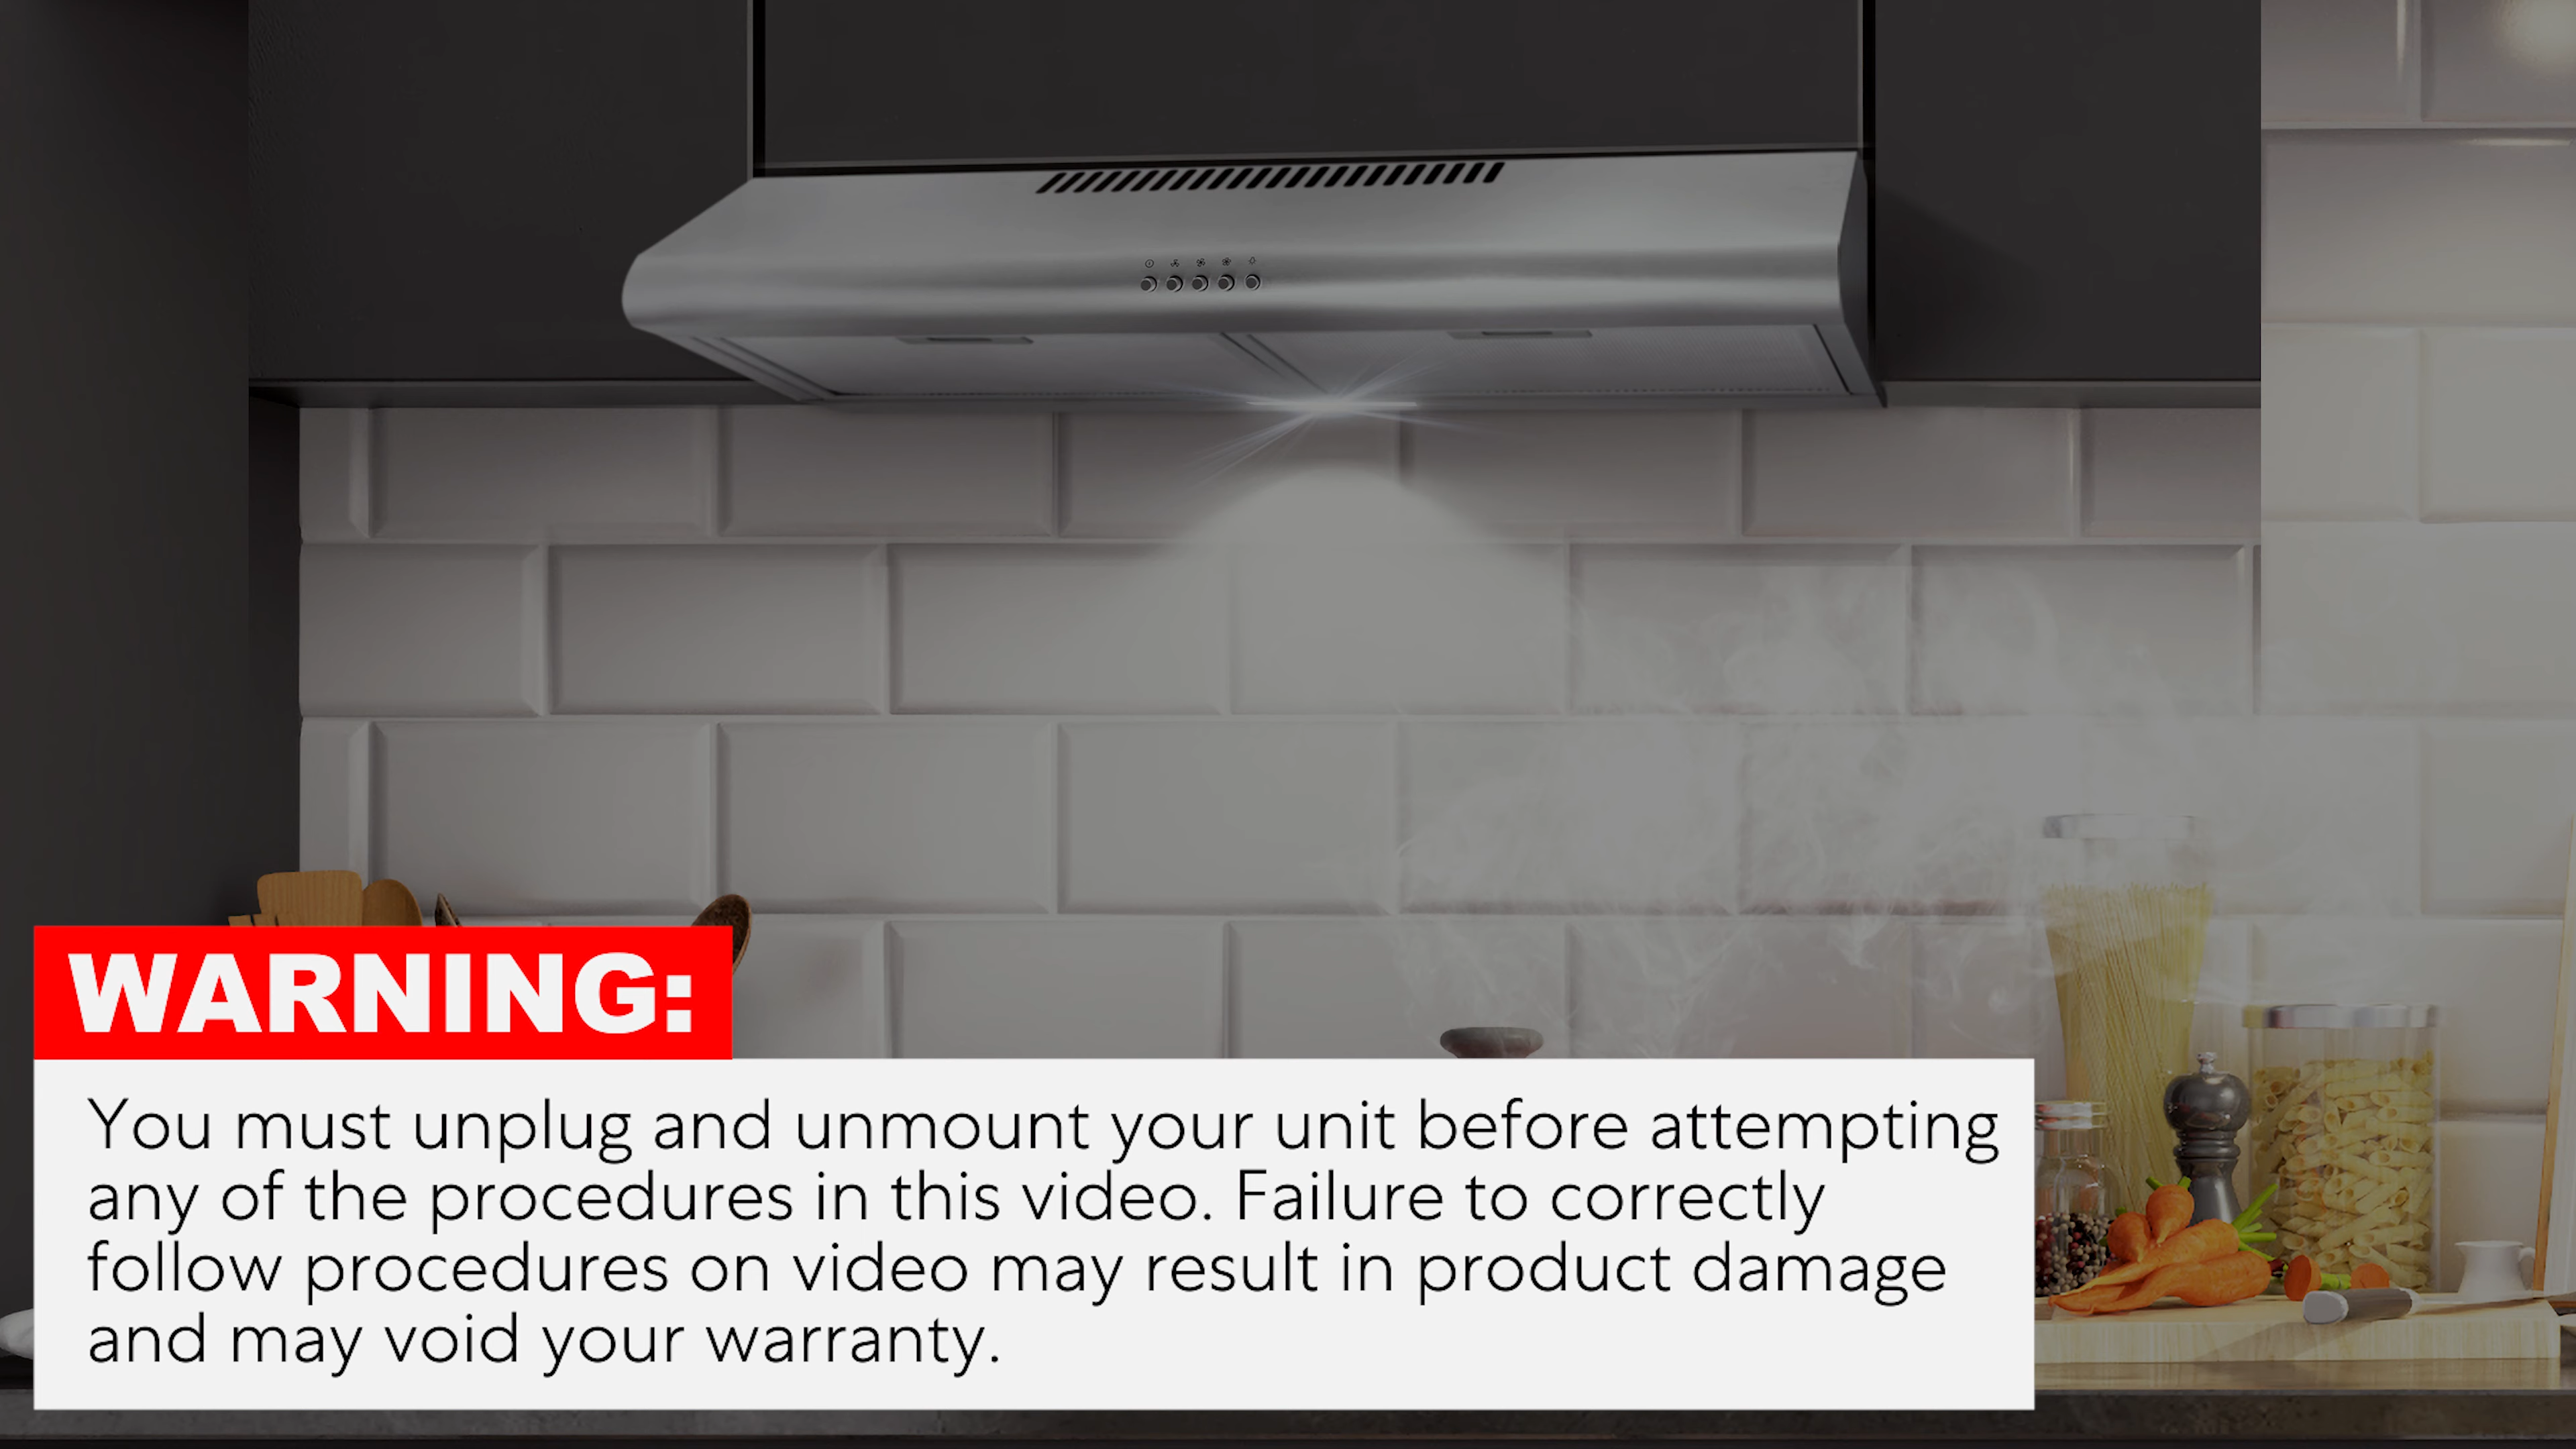 WARNING:
You must unplug and unmount your unit before attempting
any of the procedures in this video. Failure to correctly
follow procedures on video may result in product damage
and may void your warranty.